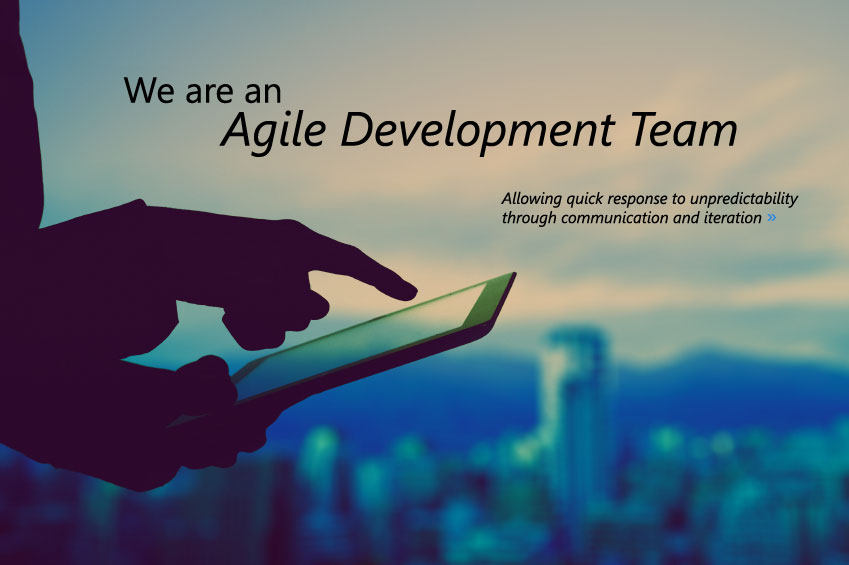 We are an
Agile Development Team
Allowing quick response to unpredictability
through communication and iteration »